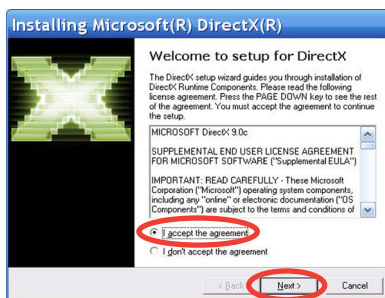 Installing Microsoft(R) DirectX(R)
Welcome to setup for DirectX
The DirectX setup wizard guides you through installation of
DirectX Runtime Components. Please read the following
license agreement. Press the PAGE DOWN key to see the rest
of the agreement. You must accept the agreement to continue
the setup.
MICROSOFT DirectX 9.0c
SUPPLEMENTAL END USER LICENSE AGREEMENT
FOR MICROSOFT SOFTWARE ("Supplemental EULA")
IMPORTANT: READ CAREFULLY - These Microsoft
Corporation ("Microsoft") operating system components,
including any "online" or electronic documentation ("OS
Components") are subject to the terms and conditions of
I accept the agreement
I don't accept the agreement
< Back
Next >
Cancel